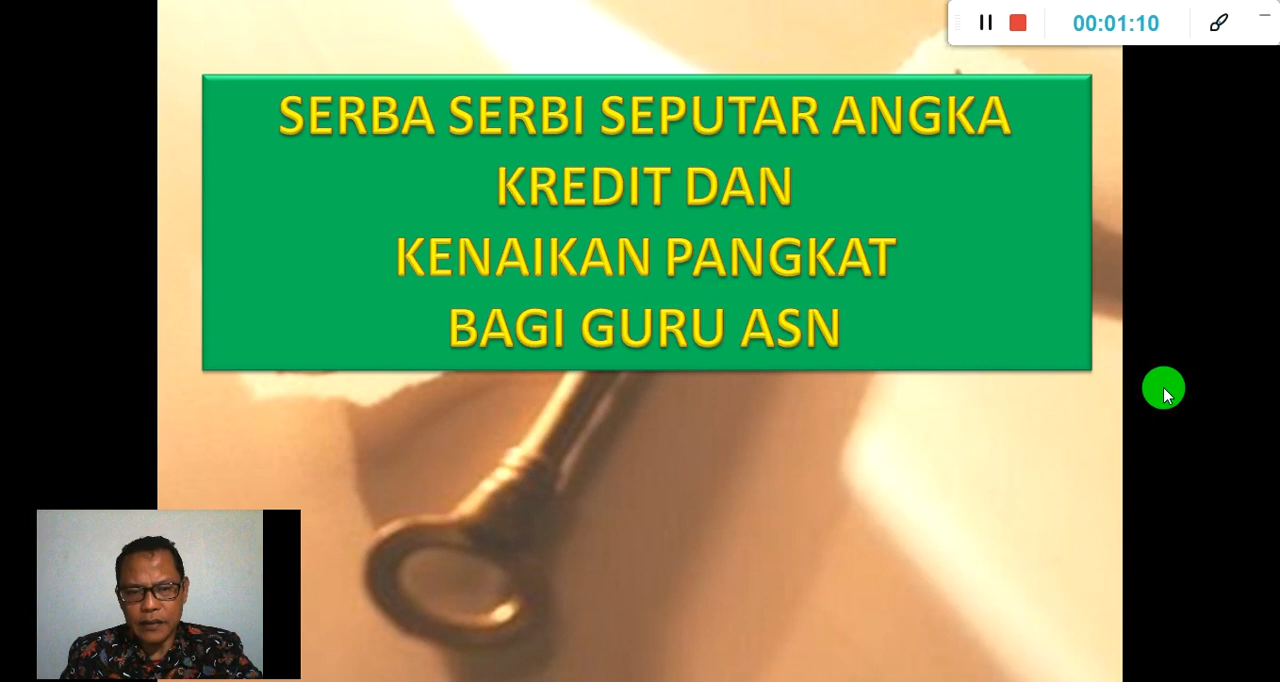 00:01:10
SERBA SERBI SEPUTAR ANGKA
KREDIT DAN
KENAIKAN PANGKAT
BAGI GURU ASN